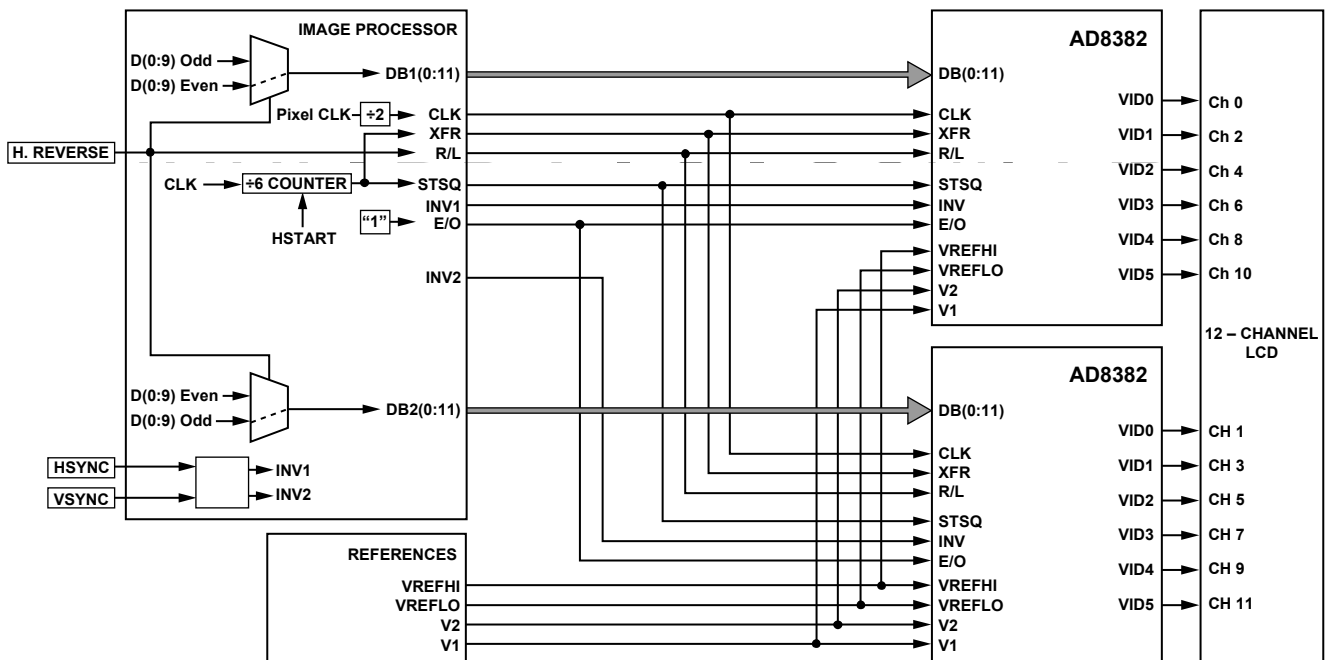 IMAGE PROCESSOR
D(0:9) Odd
D(0:9) Even
DB1(0:11)
Pixel CLK
÷2
CLK
XFR
R/L
H. REVERSE
CLK
÷6 COUNTER
STSQ
INV1
"1"
E/O
HSTART
INV2
D(0:9) Even
D(0:9) Odd
DB2(0:11)
HSYNC
VSYNC
INV1
INV2
REFERENCES
VREFHI
VREFLO
V2
V1
AD8382
DB(0:11)
CLK
XFR
R/L
STSQ
INV
E/O
VREFHI
VREFLO
V2
V1
VID0
VID1
VID2
VID3
VID4
VID5
AD8382
DB(0:11)
CLK
XFR
R/L
STSQ
INV
E/O
VREFHI
VREFLO
V2
V1
VID0
VID1
VID2
VID3
VID4
VID5
Ch 0
Ch 2
Ch 4
Ch 6
Ch 8
Ch 10
12 – CHANNEL
LCD
CH 1
CH 3
CH 5
CH 7
CH 9
CH 11